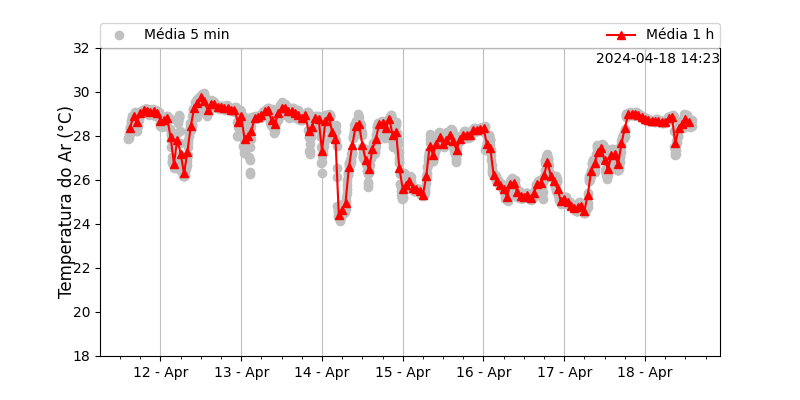 Média 5 min
Média 1 h
2024-04-18 14:23
Temperatura do Ar (°C)
32
30
28
26
24
22
20
18
12 - Apr
13 - Apr
14 - Apr
15 - Apr
16 - Apr
17 - Apr
18 - Apr